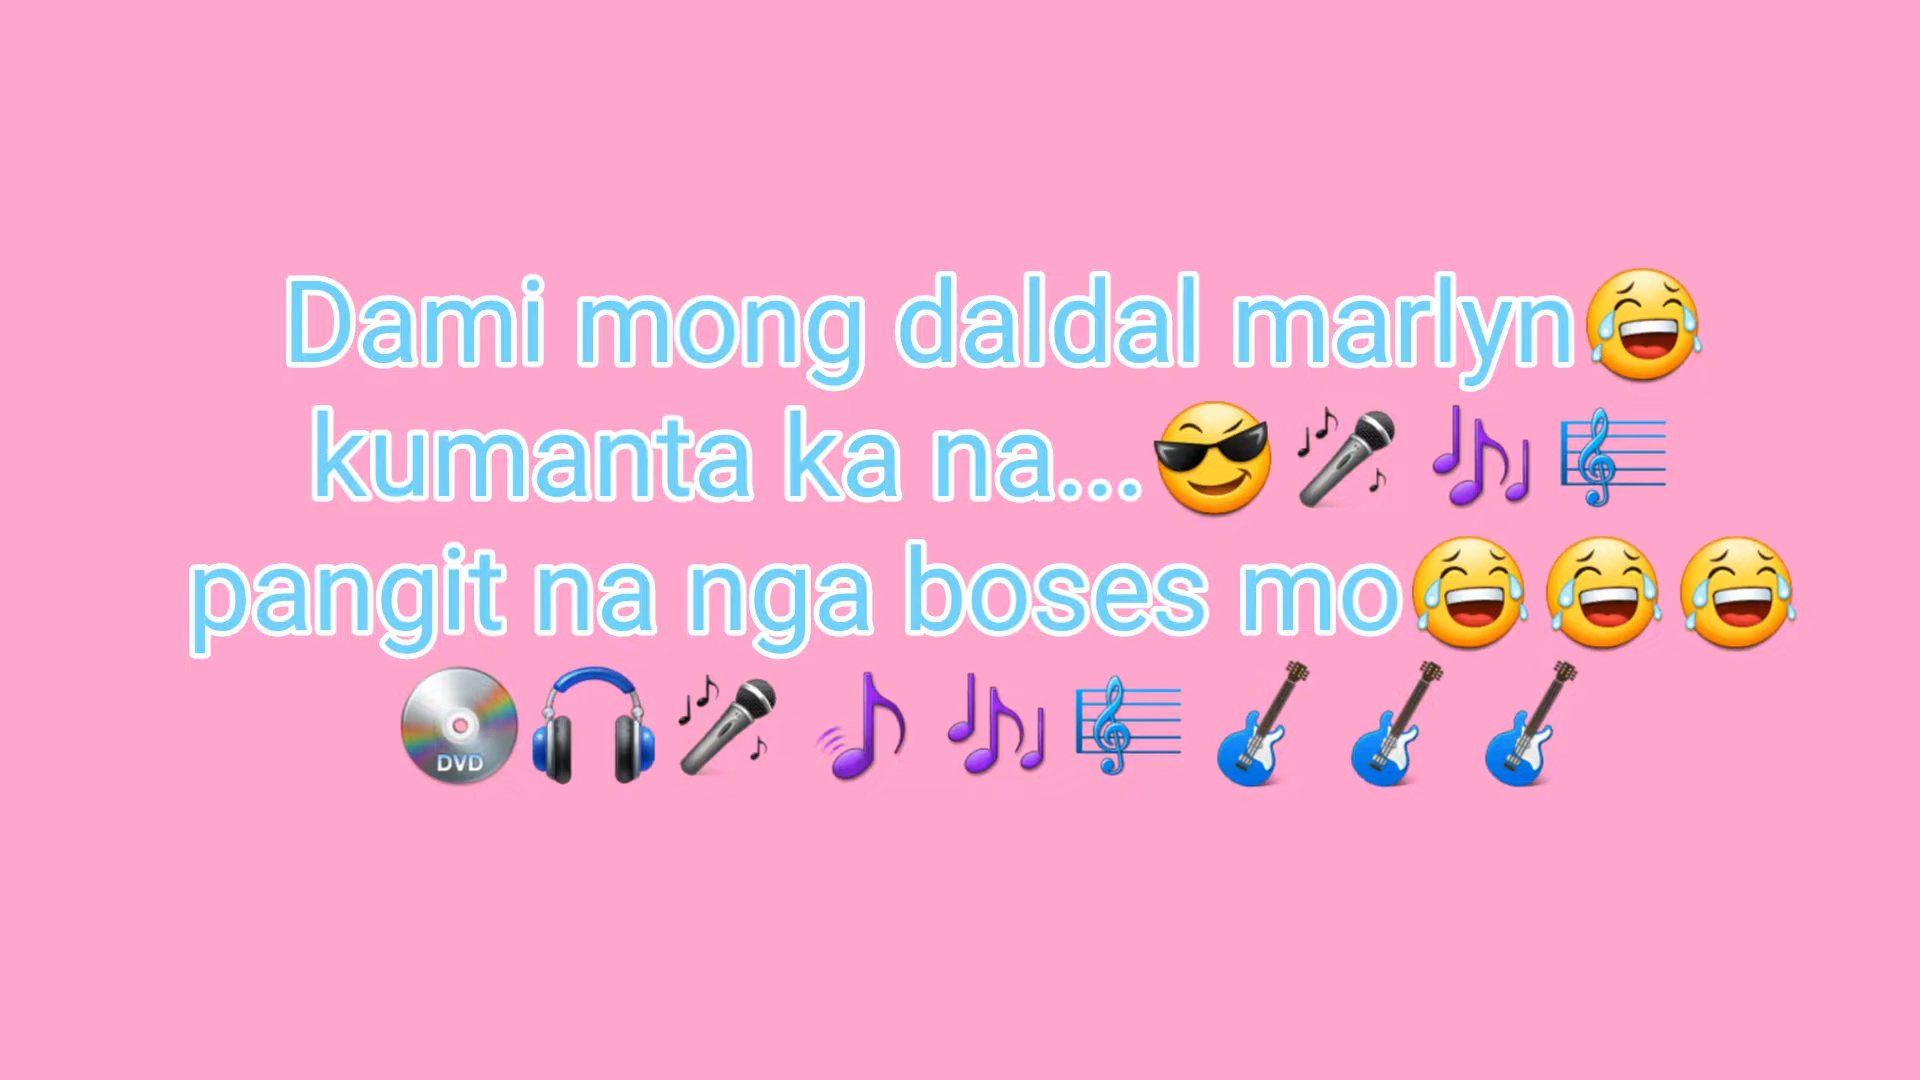 Dami mong daldal marlyn😂
kumanta ka na...😎🎤🎶🎼
pangit na nga boses mo😂😂😂
📀🎧🎤🎵🎶🎼🎸🎸🎸